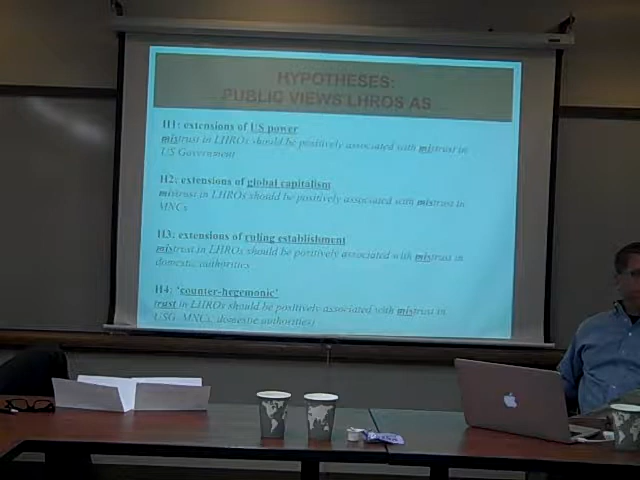 HYPOTHESES:
PUBLIC VIEWS LHROS AS
H1: extensions of US power
mistrust in LHROs should be positively associated with mistrust in
US Government
H2: extensions of global capitalism
mistrust in LHROs should be positively associated with mistrust in
MNCs
H3: extensions of ruling establishment
mistrust in LHROs should be positively associated with mistrust in
domestic authorities
H4: ‘counter-hegemonic’
trust in LHROs should be positively associated with mistrust in
USG, MNCs, domestic authorities)